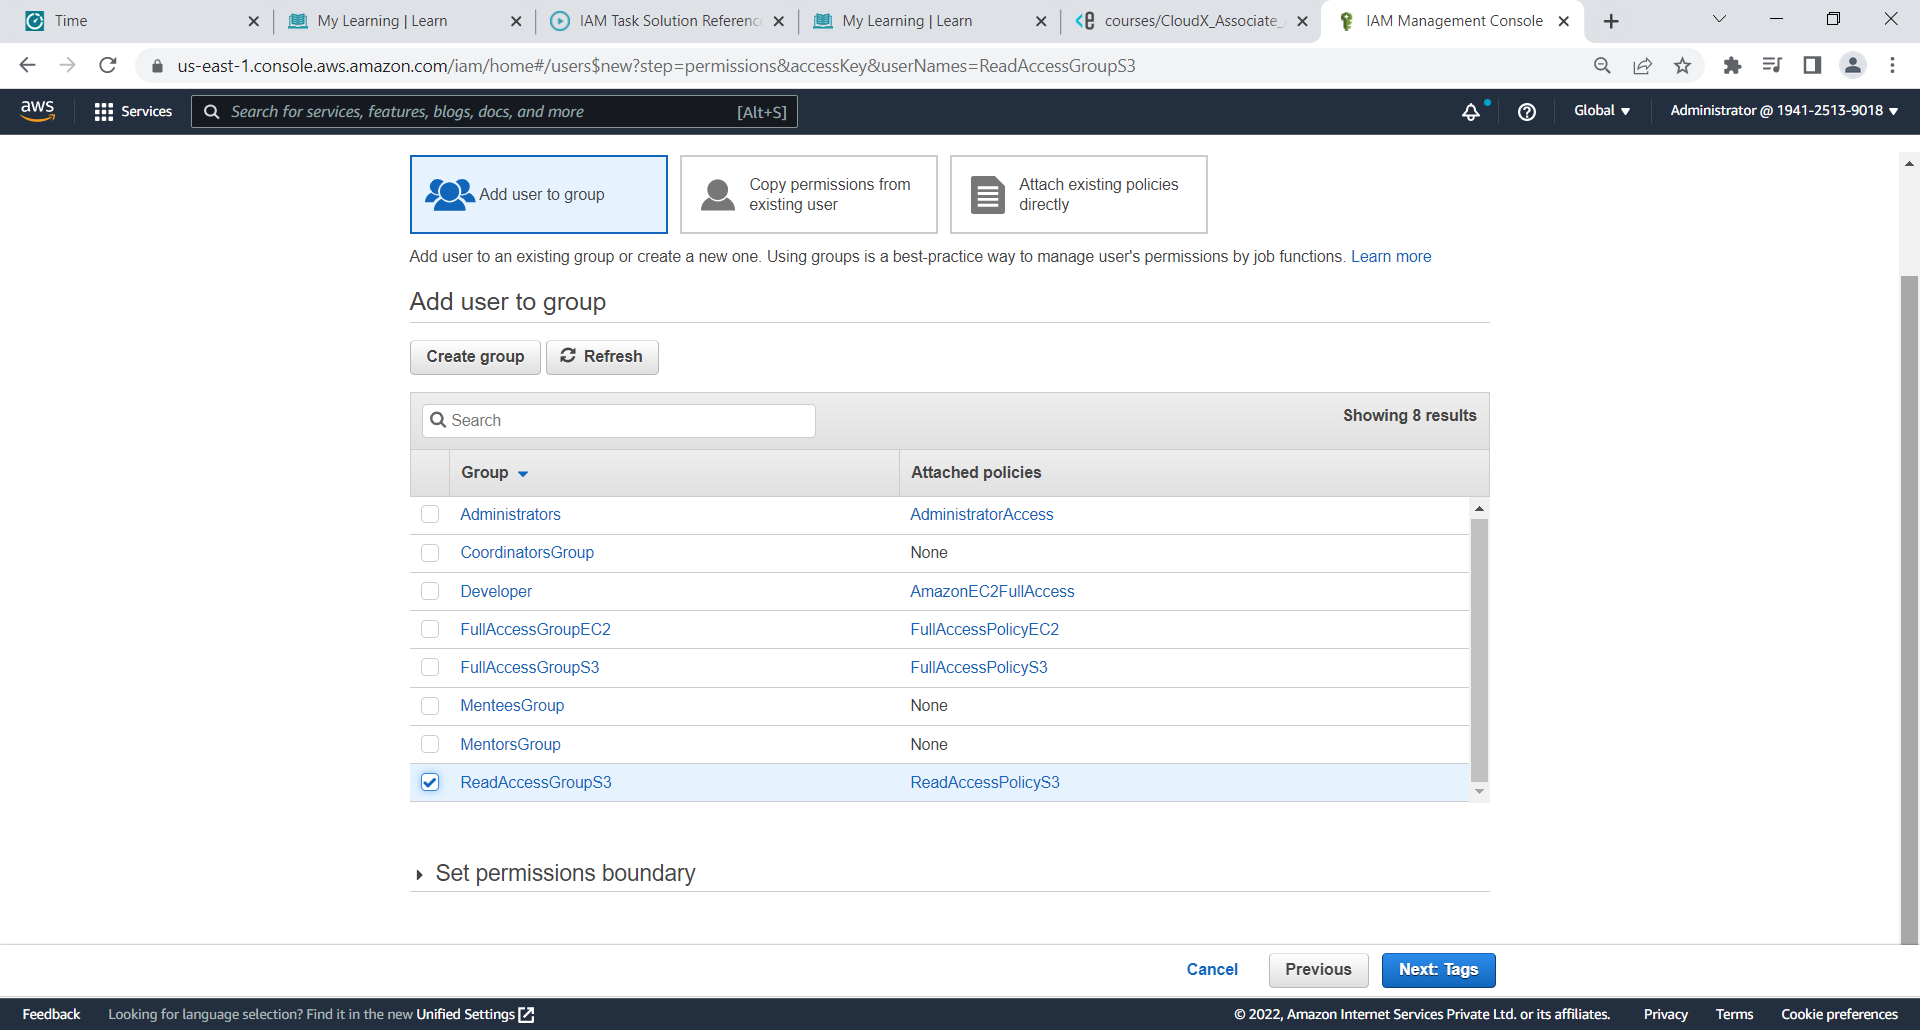 Time
My Learning | Learn
IAM Task Solution Referenc
My Learning | Learn
courses/CloudX_Associate_
IAM Management Console
us-east-1.console.aws.amazon.com/iam/home#/users$new?step=permissions&accessKey&userNames=ReadAccessGroupS3
aws
Services
Search for services, features, blogs, docs, and more
[Alt+S]
Global
Administrator @ 1941-2513-9018
Add user to group
Copy permissions from
existing user
Attach existing policies
directly
Add user to an existing group or create a new one. Using groups is a best-practice way to manage user's permissions by job functions. Learn more
Add user to group
Create group
Refresh
Search
Showing 8 results
Group
Attached policies
Administrators
AdministratorAccess
CoordinatorsGroup
None
Developer
AmazonEC2FullAccess
FullAccessGroupEC2
FullAccessPolicyEC2
FullAccessGroupS3
FullAccessPolicyS3
MenteesGroup
None
MentorsGroup
None
ReadAccessGroupS3
ReadAccessPolicyS3
Set permissions boundary
Cancel
Previous
Next: Tags
Feedback
Looking for language selection? Find it in the new Unified Settings
© 2022, Amazon Internet Services Private Ltd. or its affiliates.
Privacy
Terms
Cookie preferences